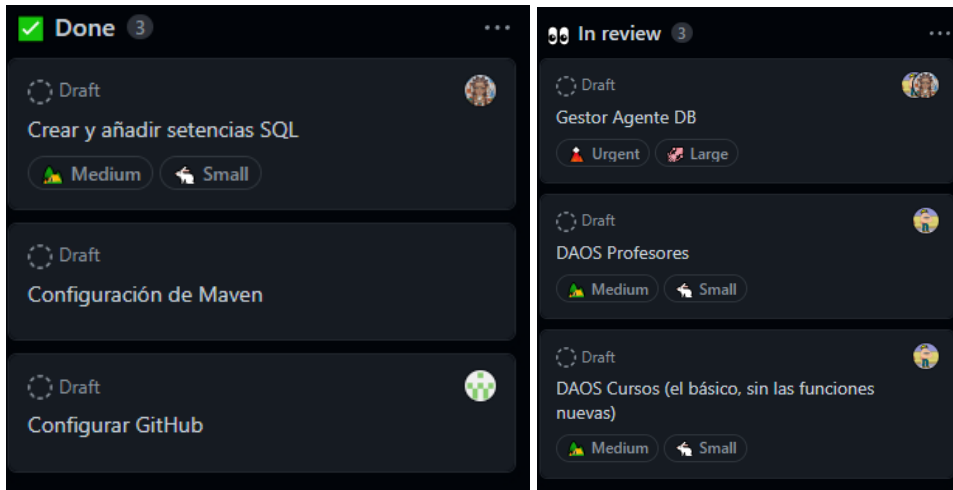 Done 3
Draft
Crear y añadir setencias SQL
Medium Small
Draft
Configuración de Maven
Draft
Configurar GitHub
In review 3
Draft
Gestor Agente DB
Urgent Large
Draft
DAOS Profesores
Medium Small
Draft
DAOS Cursos (el básico, sin las funciones
nuevas)
Medium Small